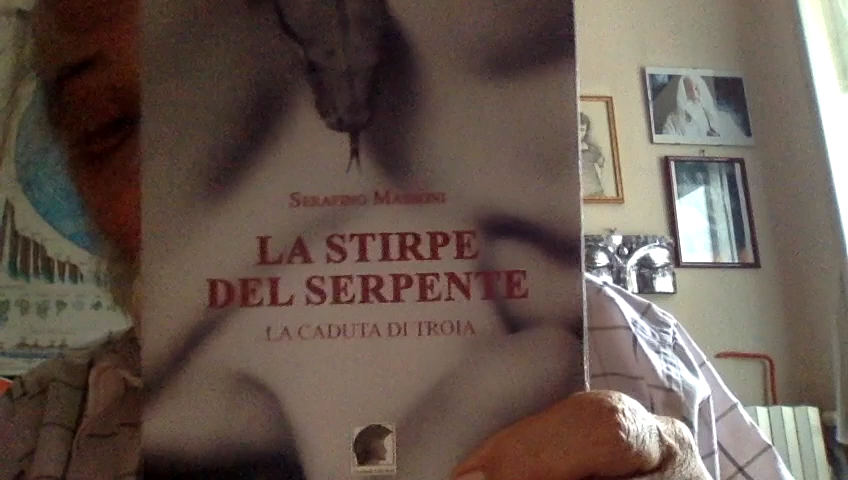 SERAFINO MASSONI
LA STIRPE
DEL SERPENTE
LA CADUTA DI TROIA